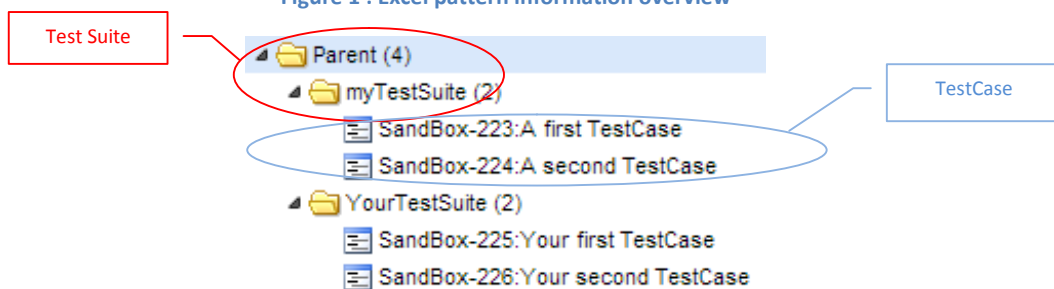 Figure 1 : Excel pattern information overview
Test Suite
Parent (4)
myTestSuite (2)
TestCase
SandBox-223:A first TestCase
SandBox-224:A second TestCase
YourTestSuite (2)
SandBox-225:Your first TestCase
SandBox-226:Your second TestCase